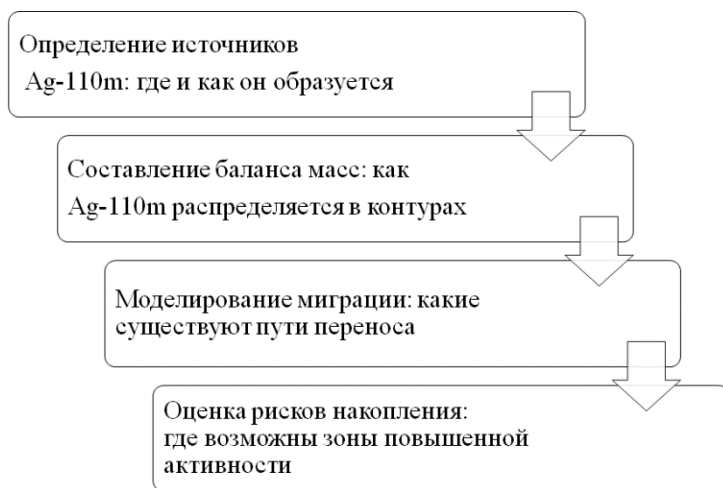 Определение источников
Ag-110m: где и как он образуется
Составление баланса масс: как
Ag-110m распределяется в контурах
Моделирование миграции: какие
существуют пути переноса
Оценка рисков накопления:
где возможны зоны повышенной
активности